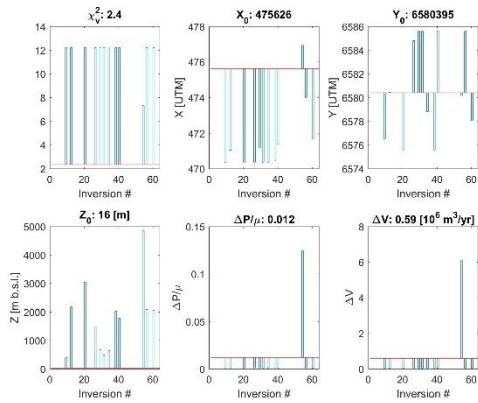 χ²ᵥ: 2.4
X₀: 475626
Y₀: 6580395
14
12
10
8
6
4
2
0 20 40 60
Inversion #
X [UTM]
478
476
474
472
470
0 20 40 60
Inversion #
Y [UTM]
6586
6584
6582
6580
6578
6576
6574
0 20 40 60
Inversion #
Z₀: 16 [m]
ΔP/μ: 0.012
ΔV: 0.59 [10⁶ m³/yr]
Z [m b.s.l.]
5000
4000
3000
2000
1000
0
0 20 40 60
Inversion #
ΔP/μ
0.15
0.1
0.05
0
0 20 40 60
Inversion #
ΔV
8
6
4
2
0
0 20 40 60
Inversion #